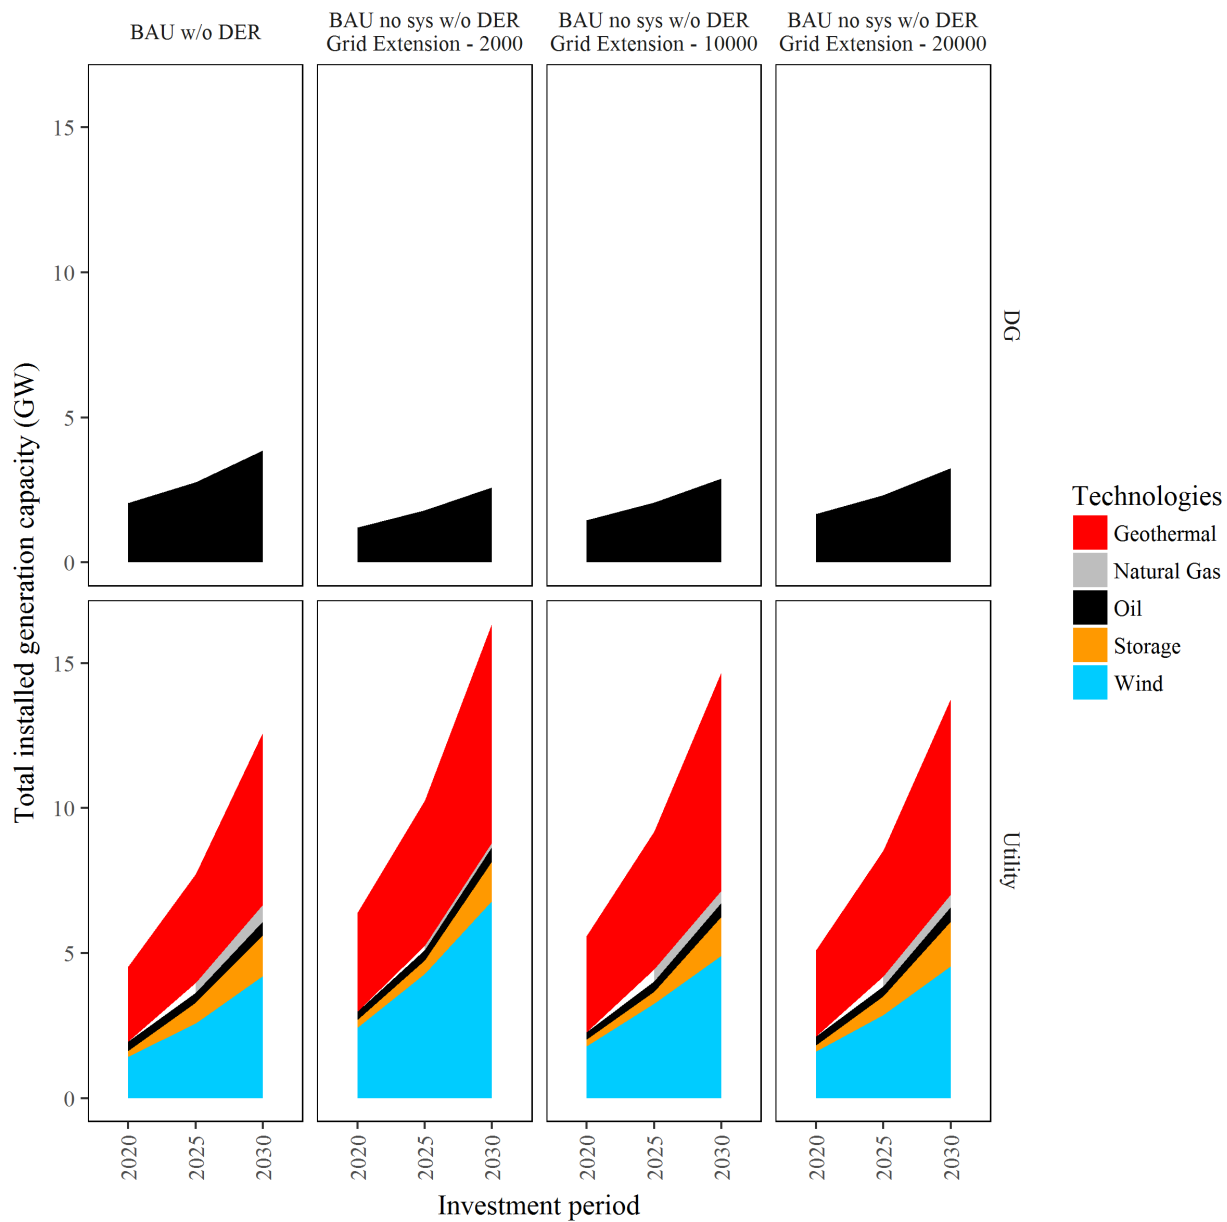 BAU w/o DER
BAU no sys w/o DER
Grid Extension - 2000
BAU no sys w/o DER
Grid Extension - 10000
BAU no sys w/o DER
Grid Extension - 20000
Total installed generation capacity (GW)
15
10
5
0
DG
15
10
5
0
Utility
2020
2025
2030
2020
2025
2030
2020
2025
2030
2020
2025
2030
Investment period
Technologies
Geothermal
Natural Gas
Oil
Storage
Wind